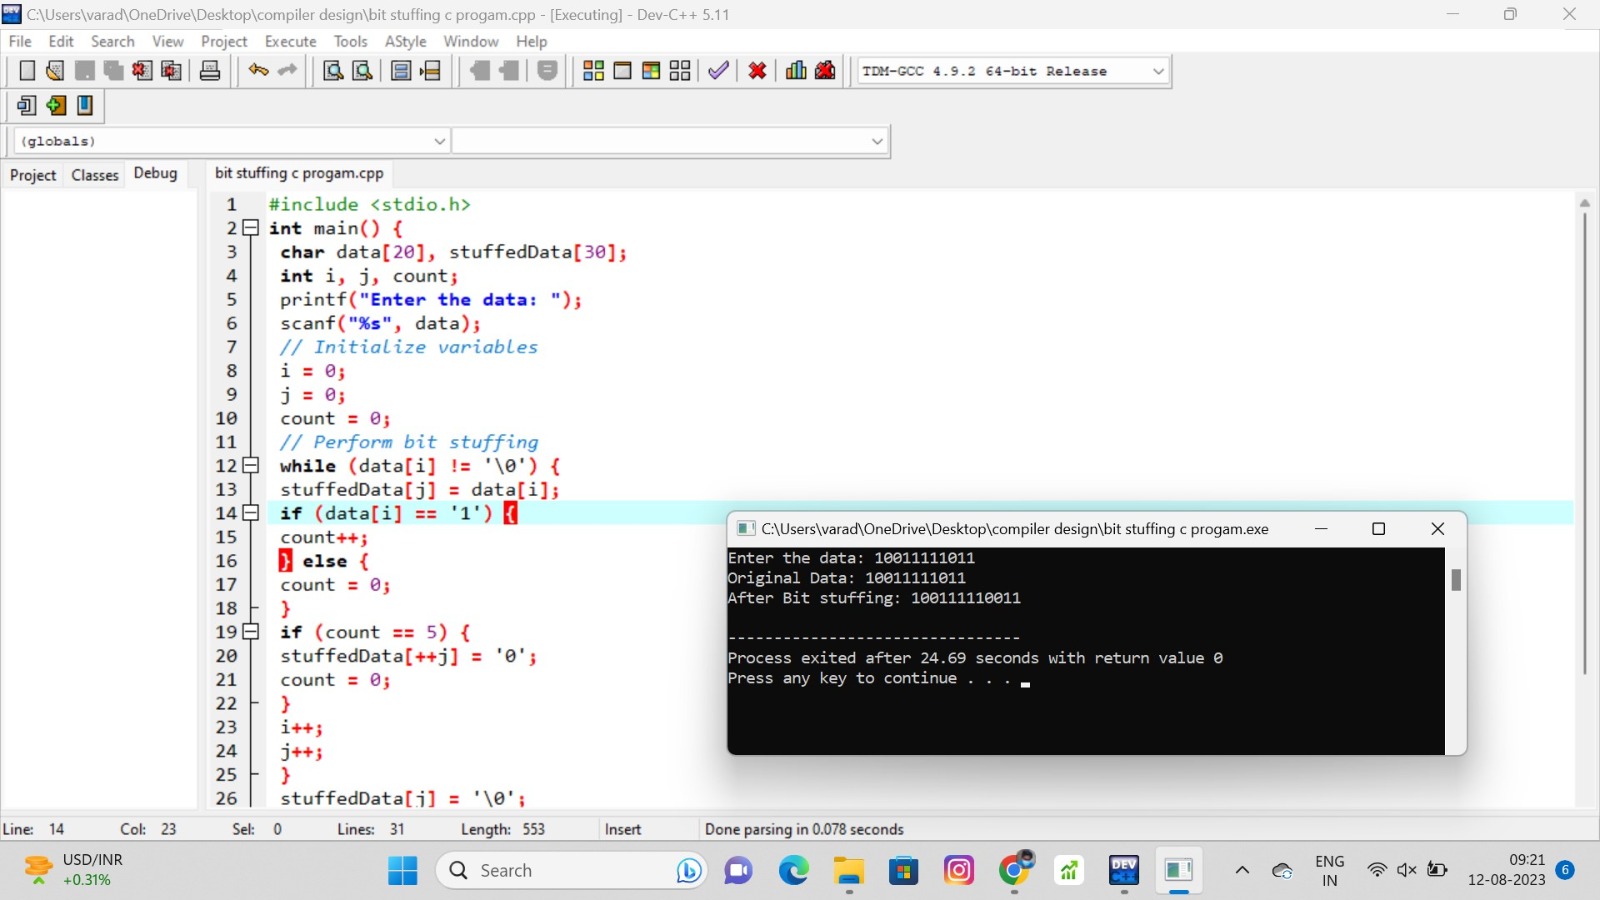 C:\Users\varad\OneDrive\Desktop\compiler design\bit stuffing c progam.cpp - [Executing] - Dev-C++ 5.11
File Edit Search View Project Execute Tools AStyle Window Help
TDM-GCC 4.9.2 64-bit Release
(globals)
Project Classes Debug
bit stuffing c progam.cpp
1 #include <stdio.h>
2 int main() {
3 char data[20], stuffedData[30];
4 int i, j, count;
5 printf("Enter the data: ");
6 scanf("%s", data);
7 // Initialize variables
8 i = 0;
9 j = 0;
10 count = 0;
11 // Perform bit stuffing
12 while (data[i] != '\0') {
13 stuffedData[j] = data[i];
14 if (data[i] == '1') {
15 count++;
16 } else {
17 count = 0;
18 }
19 if (count == 5) {
20 stuffedData[++j] = '0';
21 count = 0;
22 }
23 i++;
24 j++;
25 }
26 stuffedData[j] = '\0';
C:\Users\varad\OneDrive\Desktop\compiler design\bit stuffing c progam.exe
Enter the data: 10011111011
Original Data: 10011111011
After Bit stuffing: 100111110011
--------------------------------
Process exited after 24.69 seconds with return value 0
Press any key to continue . . .
Line: 14 Col: 23 Sel: 0 Lines: 31 Length: 553 Insert Done parsing in 0.078 seconds
USD/INR
+0.31%
Search
DEV
C++
ENG
IN
09:21
12-08-2023
6